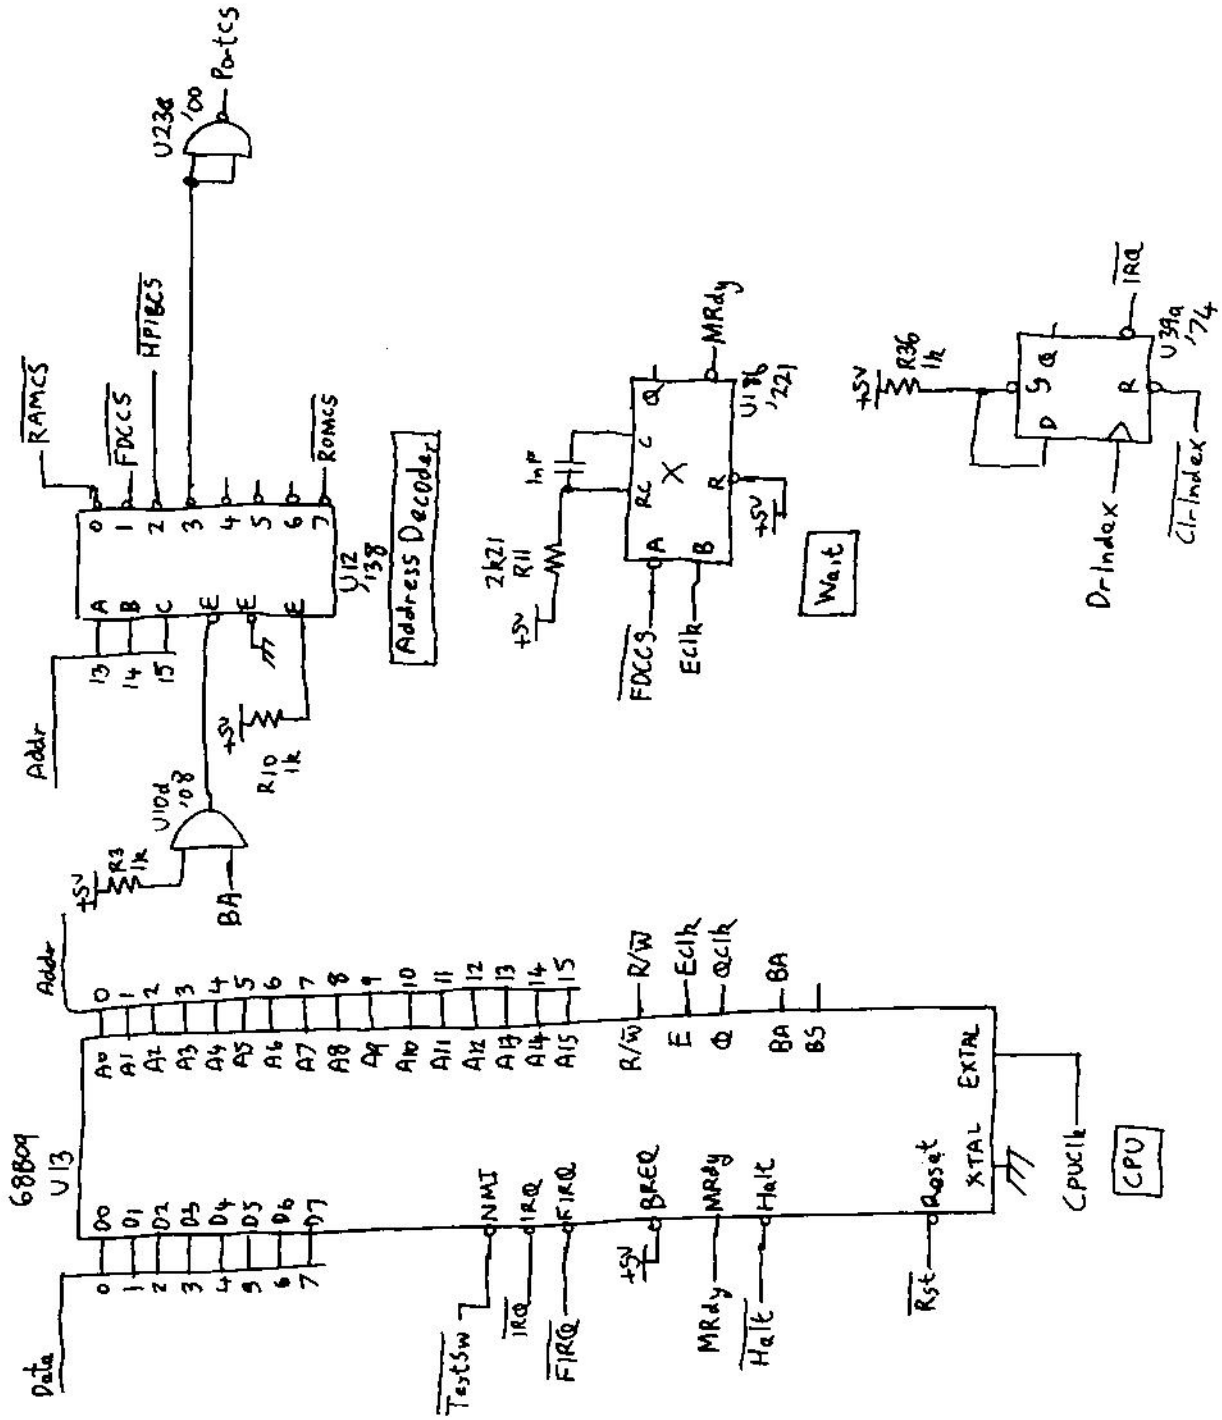 68B09
U13
Data
0
1
2
3
4
5
6
7
D0
D1
D2
D3
D4
D5
D6
D7
TestSW
NMI
IRQ
IRQ
FIRQ
FIRQ
+5V
BREQ
MRdy
MRdy
Halt
Halt
Rst
Reset
XTAL
EXTAL
CPUClk
CPU
Addr
A0
A1
A2
A3
A4
A5
A6
A7
A8
A9
A10
A11
A12
A13
A14
A15
0
1
2
3
4
5
6
7
8
9
10
11
12
13
14
15
R/W
R/W
E
EClk
Q
QClk
BA
BA
BS
+5V
R3
1k
BA
U10d
'08
Addr
13
14
15
A
B
C
E
E
E
+5V
R10
1k
0
1
2
3
4
5
6
7
U12
'138
RAMCS
FDCCS
HPIBCS
ROMCS
U23a
'00
PortCS
Address Decoder
+5V
2k21
R11
1nF
RC
C
X
A
B
R
Q
FDCCS
EClk
+5V
MRdy
U18b
'221
Wait
+5V
R36
1k
D
S
Q
R
DrIndex
ClrIndex
IRQ
U39a
'74